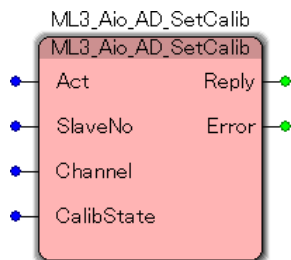 ML3_Aio_AD_SetCalib
ML3_Aio_AD_SetCalib
Act Reply
SlaveNo Error
Channel
CalibState